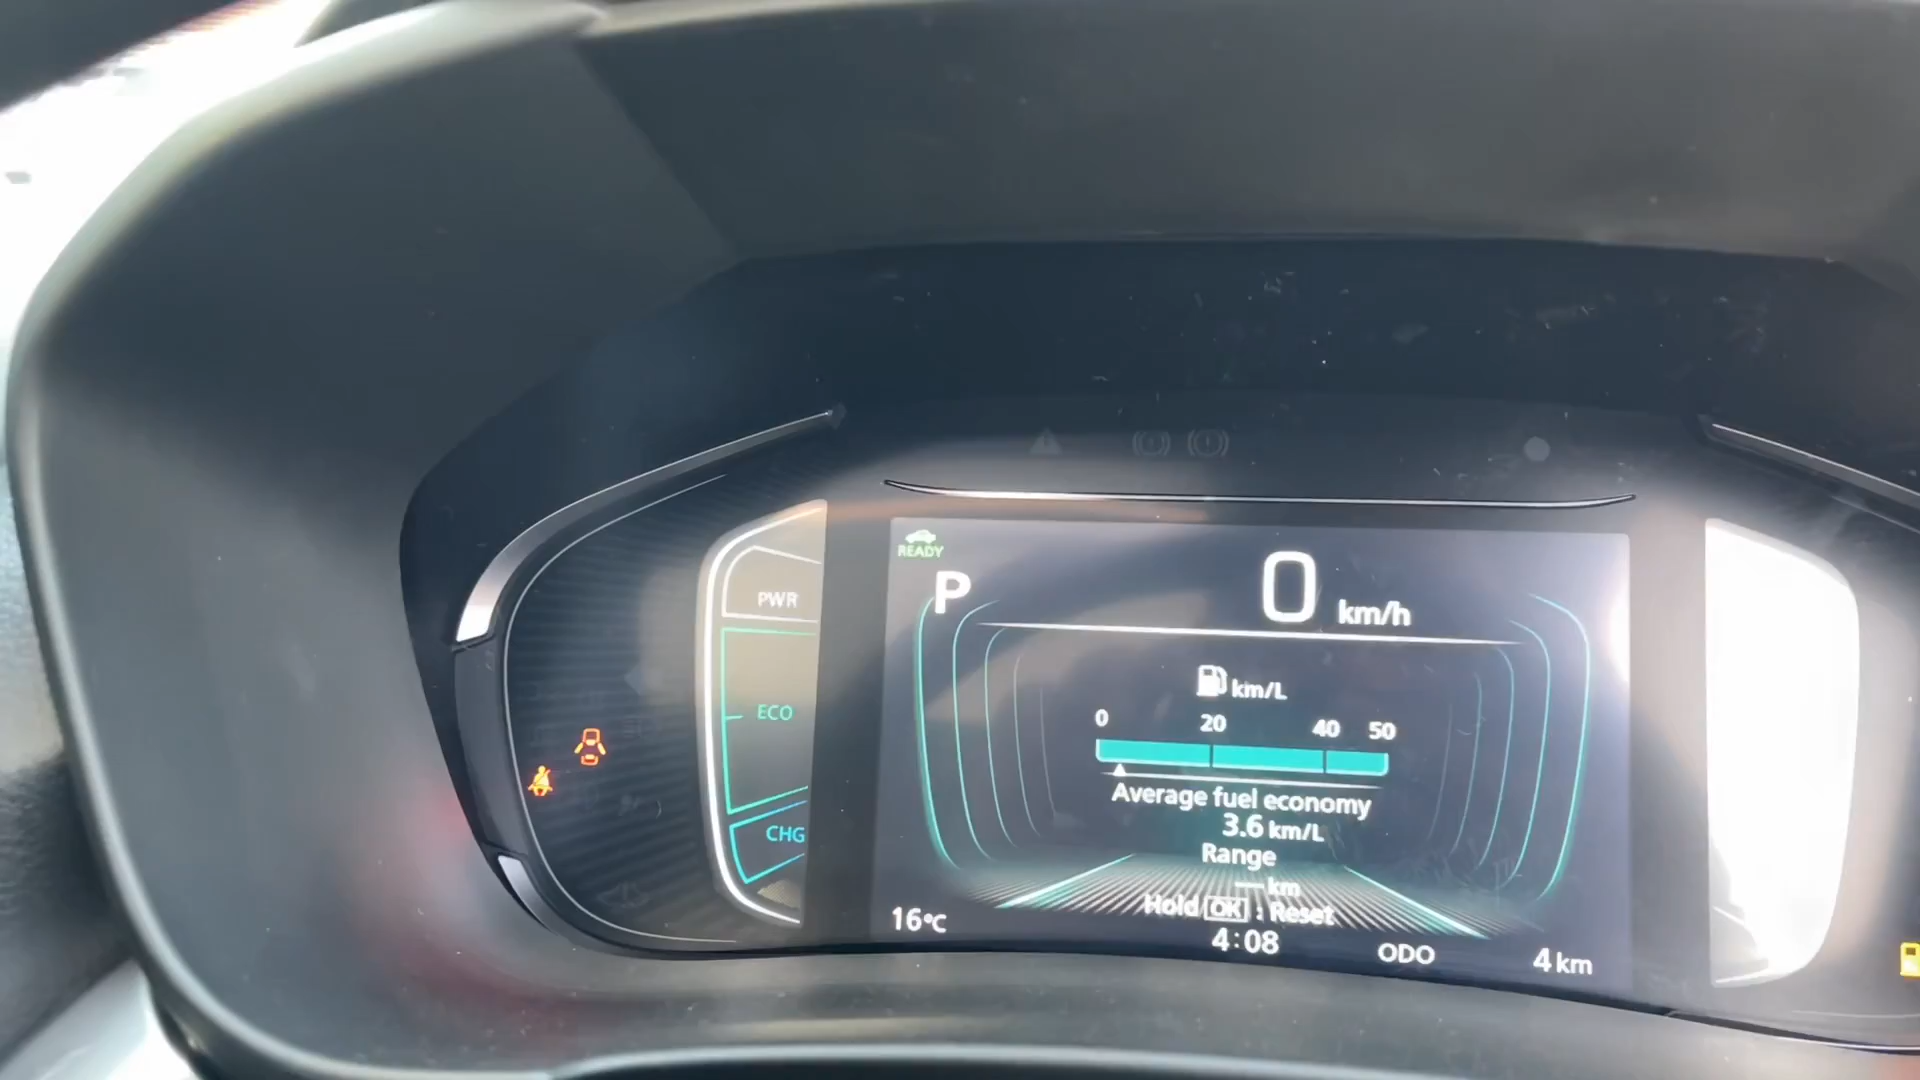 READY
P
0 km/h
PWR
km/L
0 20 40 50
ECO
Average fuel economy
3.6 km/L
CHG
Range
--- km
Hold OK : Reset
16°C
4:08
ODO 4 km